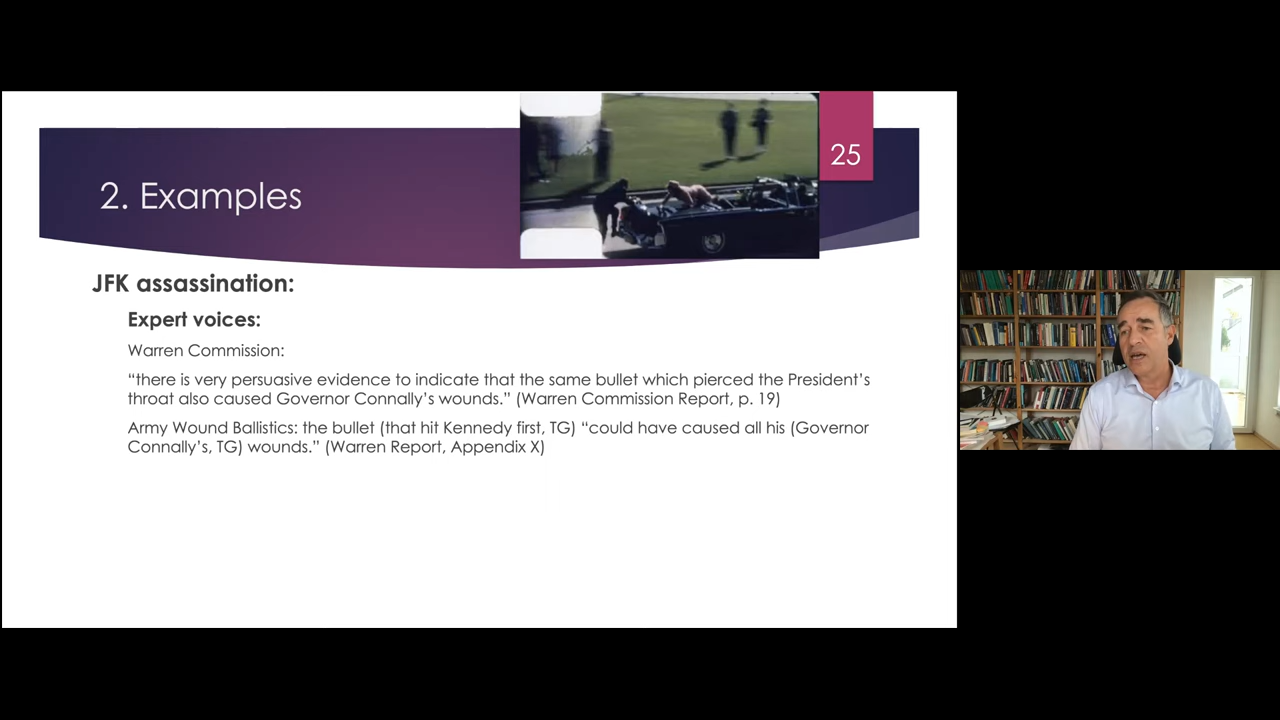 25
2. Examples
JFK assassination:
Expert voices:
Warren Commission:
“there is very persuasive evidence to indicate that the same bullet which pierced the President’s
throat also caused Governor Connally’s wounds.” (Warren Commission Report, p. 19)
Army Wound Ballistics: the bullet (that hit Kennedy first, TG) “could have caused all his (Governor
Connally’s, TG) wounds.” (Warren Report, Appendix X)